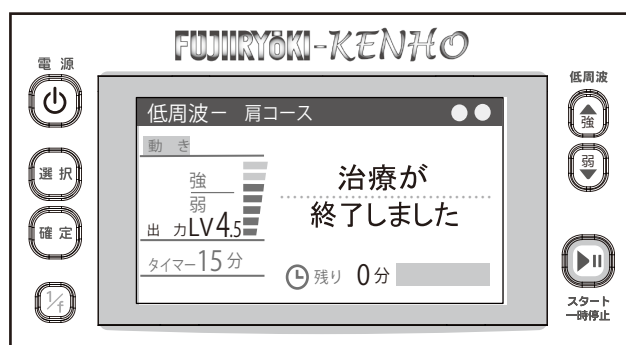 FUJIIRYOKI-KENHO
電 源
低周波
低周波ー 肩コース
強
動 き
選 択
強
治療が
弱
弱
終了しました
出 力LV4.5
確 定
タイマー15分
残り 0分
1/f
スタート
一時停止